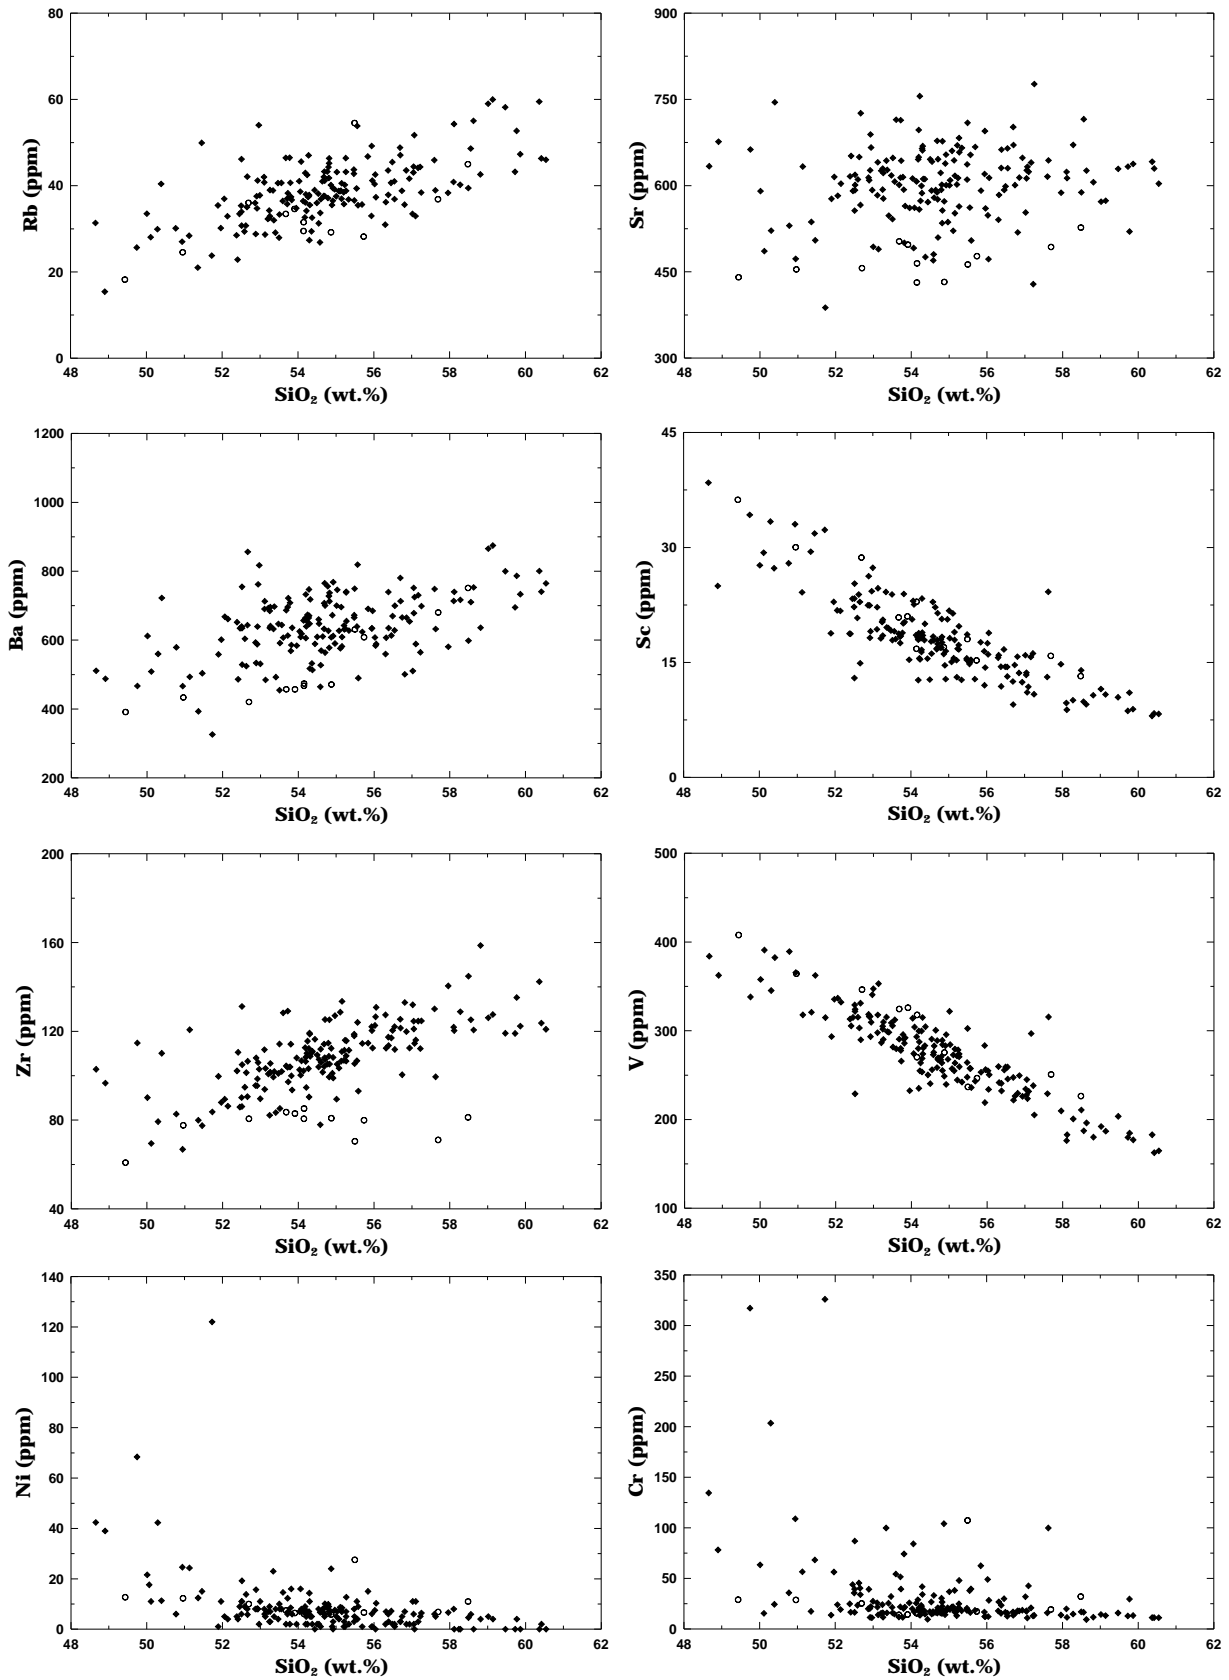 80
60
40
20
0
Rb (ppm)
48 50 52 54 56 58 60 62
SiO₂ (wt.%)
900
750
600
450
300
Sr (ppm)
48 50 52 54 56 58 60 62
SiO₂ (wt.%)
1200
1000
800
600
400
200
Ba (ppm)
48 50 52 54 56 58 60 62
SiO₂ (wt.%)
45
30
15
0
Sc (ppm)
48 50 52 54 56 58 60 62
SiO₂ (wt.%)
200
160
120
80
40
Zr (ppm)
48 50 52 54 56 58 60 62
SiO₂ (wt.%)
500
400
300
200
100
V (ppm)
48 50 52 54 56 58 60 62
SiO₂ (wt.%)
140
120
100
80
60
40
20
0
Ni (ppm)
48 50 52 54 56 58 60 62
SiO₂ (wt.%)
350
300
250
200
150
100
50
0
Cr (ppm)
48 50 52 54 56 58 60 62
SiO₂ (wt.%)